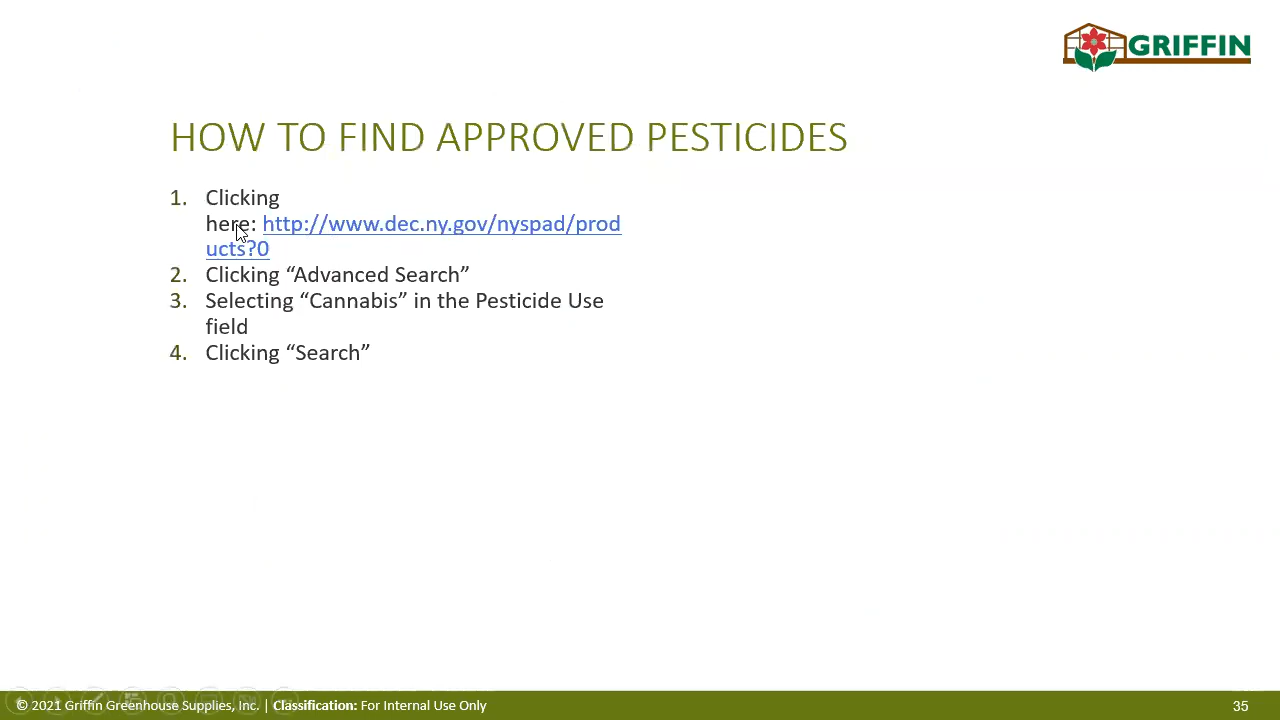 GRIFFIN
HOW TO FIND APPROVED PESTICIDES
1. Clicking
here: http://www.dec.ny.gov/nyspad/prod
ucts?0
2. Clicking “Advanced Search”
3. Selecting “Cannabis” in the Pesticide Use
field
4. Clicking “Search”
© 2021 Griffin Greenhouse Supplies, Inc. | Classification: For Internal Use Only
35